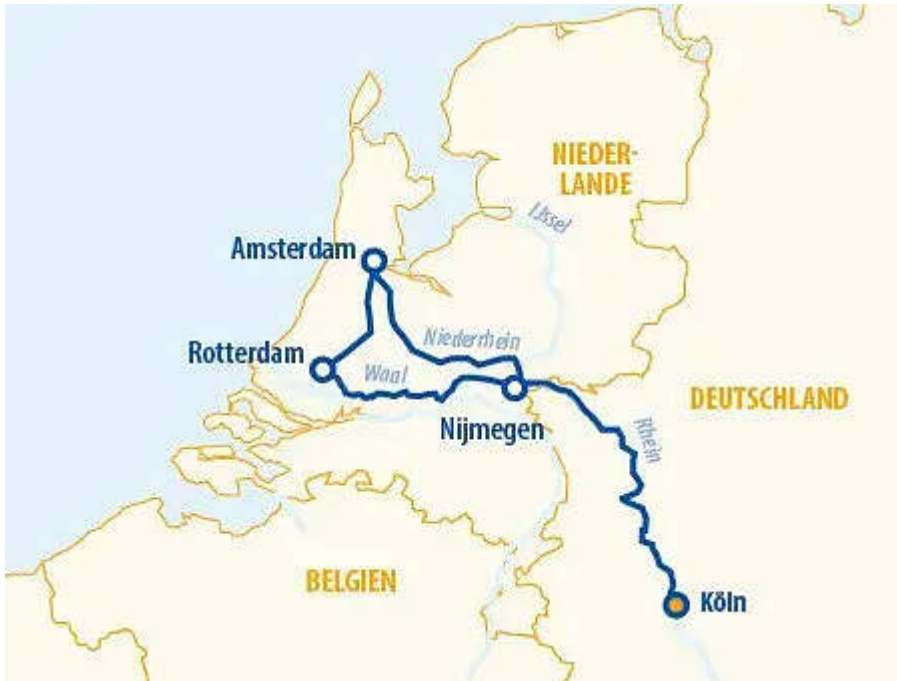 NIEDER-
LANDE
IJssel
Amsterdam
Niederrhein
Rotterdam
Waal
DEUTSCHLAND
Nijmegen
Rhein
BELGIEN
Köln